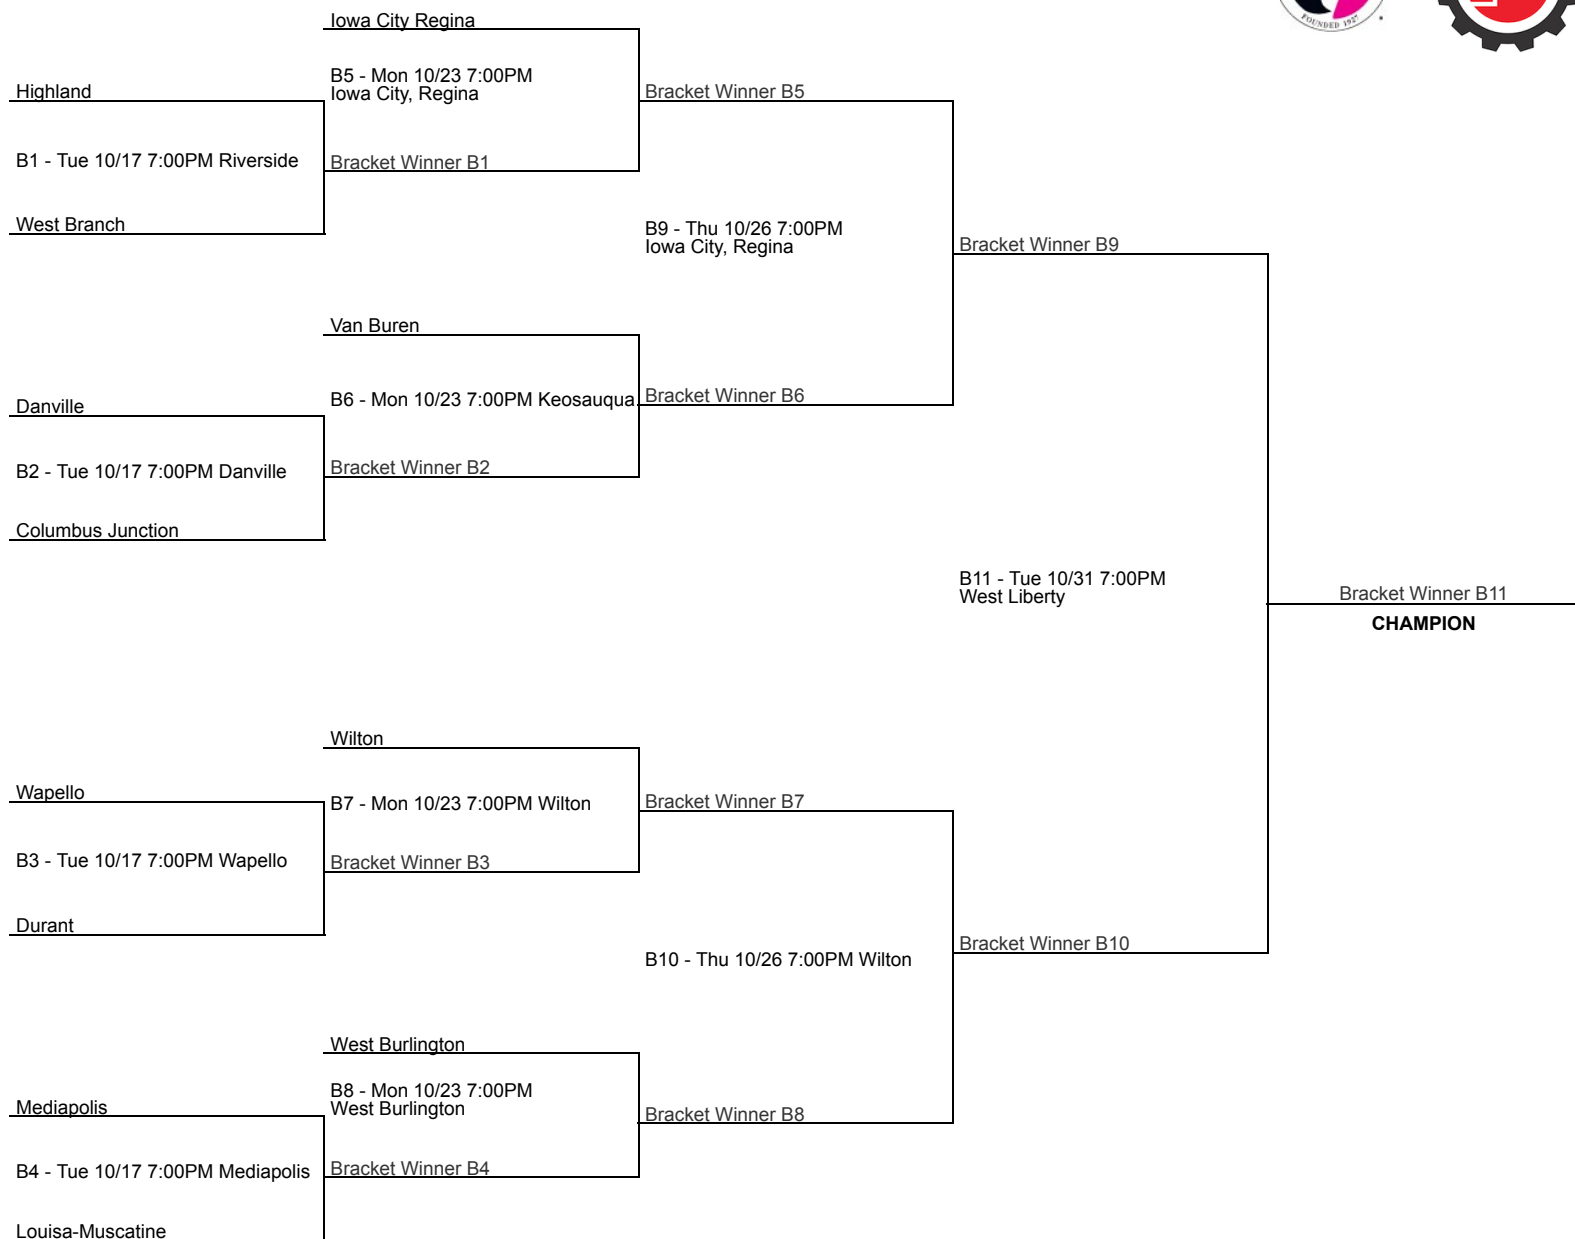 FOUNDED 1927
Iowa City Regina
B5 - Mon 10/23 7:00PM
Iowa City, Regina
Highland
Bracket Winner B5
B1 - Tue 10/17 7:00PM Riverside
Bracket Winner B1
West Branch
B9 - Thu 10/26 7:00PM
Iowa City, Regina
Bracket Winner B9
Van Buren
B6 - Mon 10/23 7:00PM Keosauqua
Bracket Winner B6
Danville
B2 - Tue 10/17 7:00PM Danville
Bracket Winner B2
Columbus Junction
B11 - Tue 10/31 7:00PM
West Liberty
Bracket Winner B11
CHAMPION
Wilton
Wapello
B7 - Mon 10/23 7:00PM Wilton
Bracket Winner B7
B3 - Tue 10/17 7:00PM Wapello
Bracket Winner B3
Durant
Bracket Winner B10
B10 - Thu 10/26 7:00PM Wilton
West Burlington
B8 - Mon 10/23 7:00PM
West Burlington
Mediapolis
Bracket Winner B8
B4 - Tue 10/17 7:00PM Mediapolis
Bracket Winner B4
Louisa-Muscatine